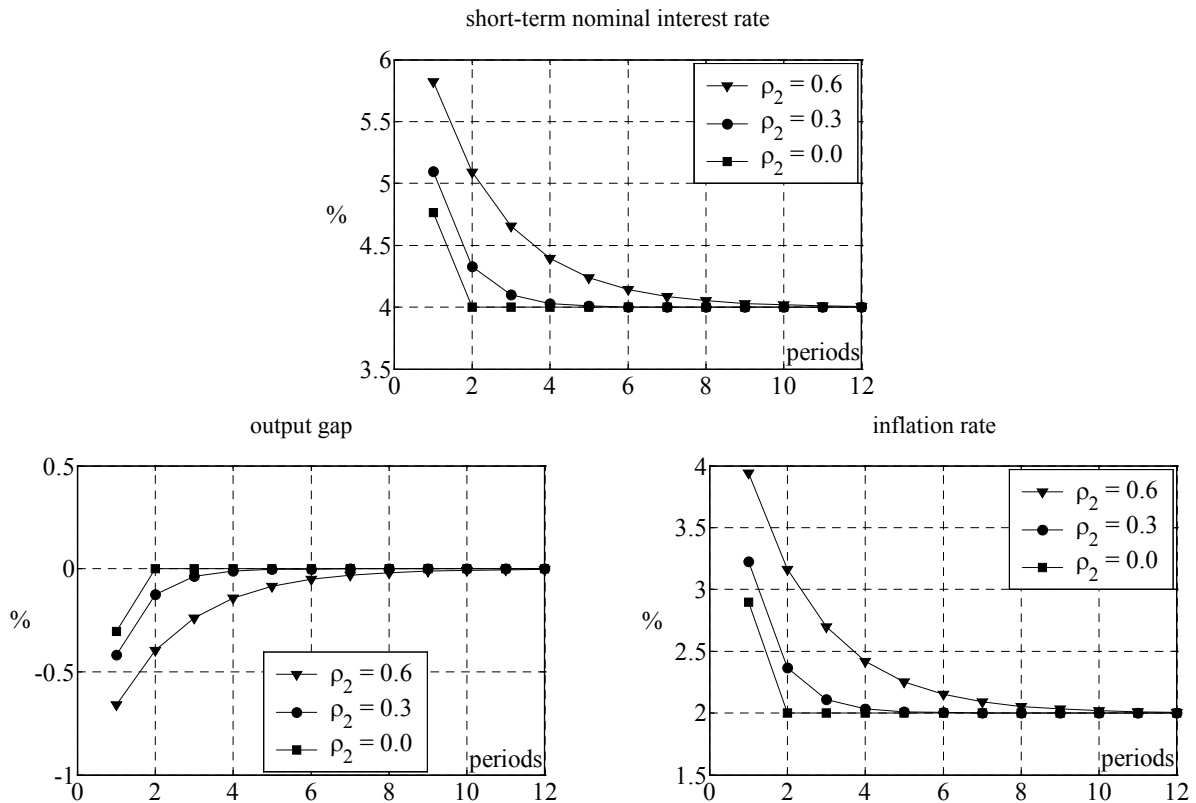 short-term nominal interest rate
6
5.5
5
4.5
4
3.5
%
ρ2 = 0.6
ρ2 = 0.3
ρ2 = 0.0
periods
0 2 4 6 8 10 12
output gap
0.5
0
-0.5
-1
%
ρ2 = 0.6
ρ2 = 0.3
ρ2 = 0.0
periods
0 2 4 6 8 10 12
inflation rate
4
3.5
3
2.5
2
1.5
%
ρ2 = 0.6
ρ2 = 0.3
ρ2 = 0.0
periods
0 2 4 6 8 10 12